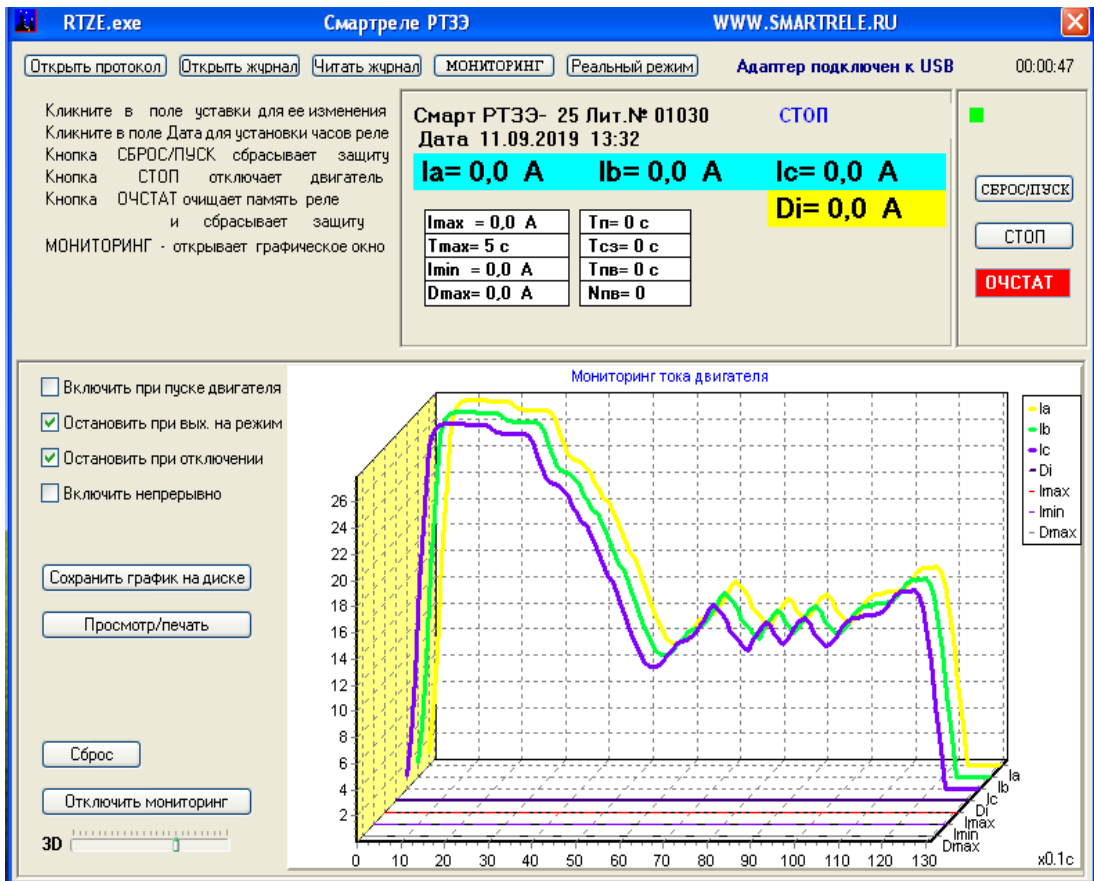 RTZE.exe Смартреле РТЗЭ WWW.SMARTRELE.RU
Открыть протокол Открыть журнал Читать журнал МОНИТОРИНГ Реальный режим Адаптер подключен к USB 00:00:47
Кликните в поле уставки для ее изменения
Кликните в поле Дата для установки часов реле
Кнопка СБРОС/ПУСК сбрасывает защиту
Кнопка СТОП отключает двигатель
Кнопка ОЧСТАТ очищает память реле
и сбрасывает защиту
МОНИТОРИНГ - открывает графическое окно
Смарт РТЗЭ- 25 Лит.№ 01030 СТОП
Дата 11.09.2019 13:32
Ia= 0,0 A Ib= 0,0 A Ic= 0,0 A
Di= 0,0 A
Imax = 0,0 A Тп= 0 с
Tmax= 5 с Тсз= 0 с
Imin = 0,0 A Тпв= 0 с
Dmax= 0,0 A Nпв= 0
СБРОС/ПУСК
СТОП
ОЧСТАТ
Включить при пуске двигателя
Остановить при вых. на режим
Остановить при отключении
Включить непрерывно
Сохранить график на диске
Просмотр/печать
Сброс
Отключить мониторинг
3D
Мониторинг тока двигателя
Ia
Ib
Ic
Di
Imax
Imin
Dmax
26
24
22
20
18
16
14
12
10
8
6
4
2
Ia
Ib
Ic
Di
Imax
Imin
Dmax
0 10 20 30 40 50 60 70 80 90 100 110 120 130 x0.1c